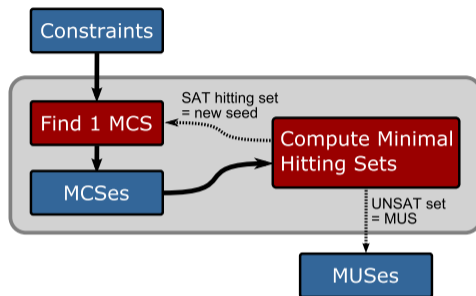 Constraints
SAT hitting set
= new seed
Find 1 MCS
Compute Minimal
Hitting Sets
MCSes
UNSAT set
= MUS
MUSes